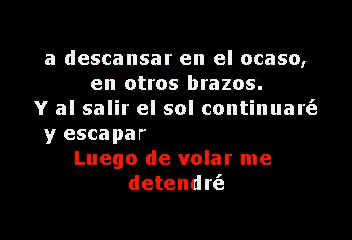 a descansar en el ocaso,
en otros brazos.
Y al salir el sol continuaré
y escapar
Luego de volar me
detendré